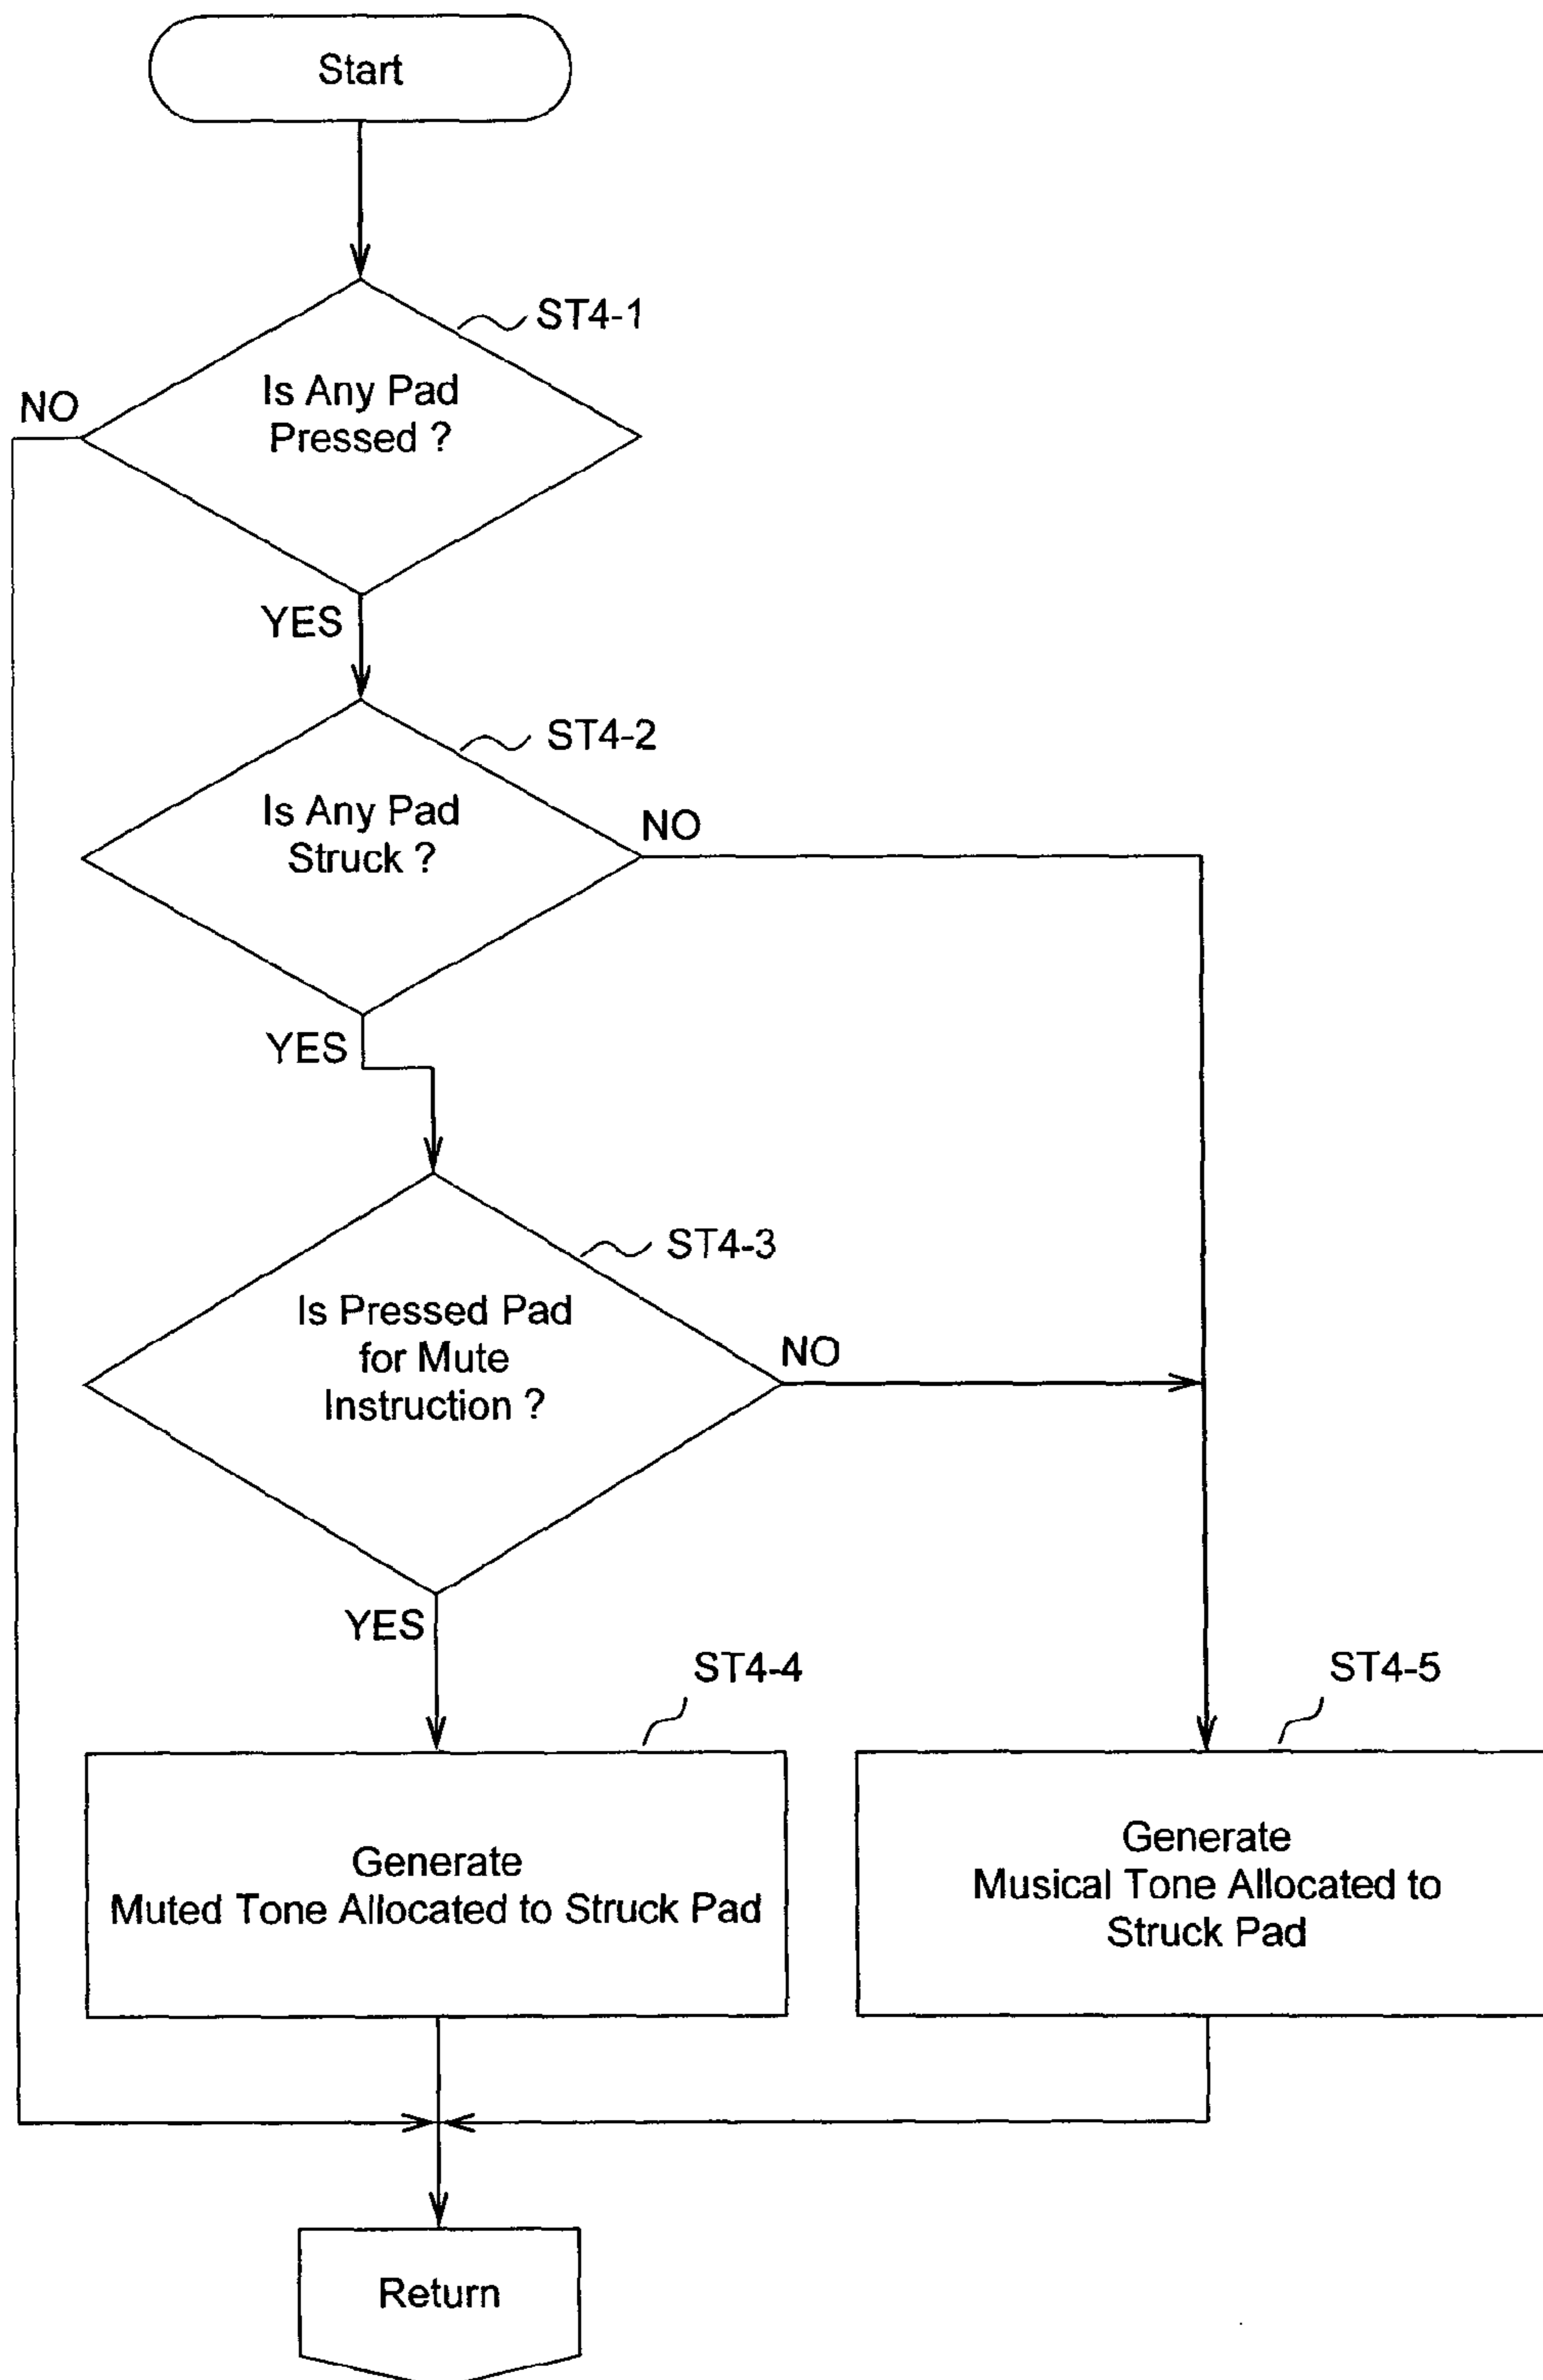 Start
ST4-1
Is Any Pad
Pressed ?
NO
YES
ST4-2
Is Any Pad
Struck ?
NO
YES
ST4-3
Is Pressed Pad
for Mute
Instruction ?
NO
YES
ST4-4
ST4-5
Generate
Muted Tone Allocated to Struck Pad
Generate
Musical Tone Allocated to
Struck Pad
Return